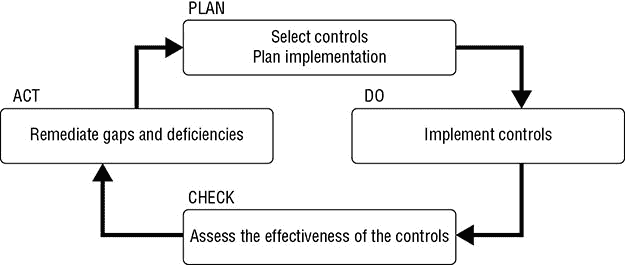 PLAN
Select controls
Plan implementation
ACT
Remediate gaps and deficiencies
DO
Implement controls
CHECK
Assess the effectiveness of the controls